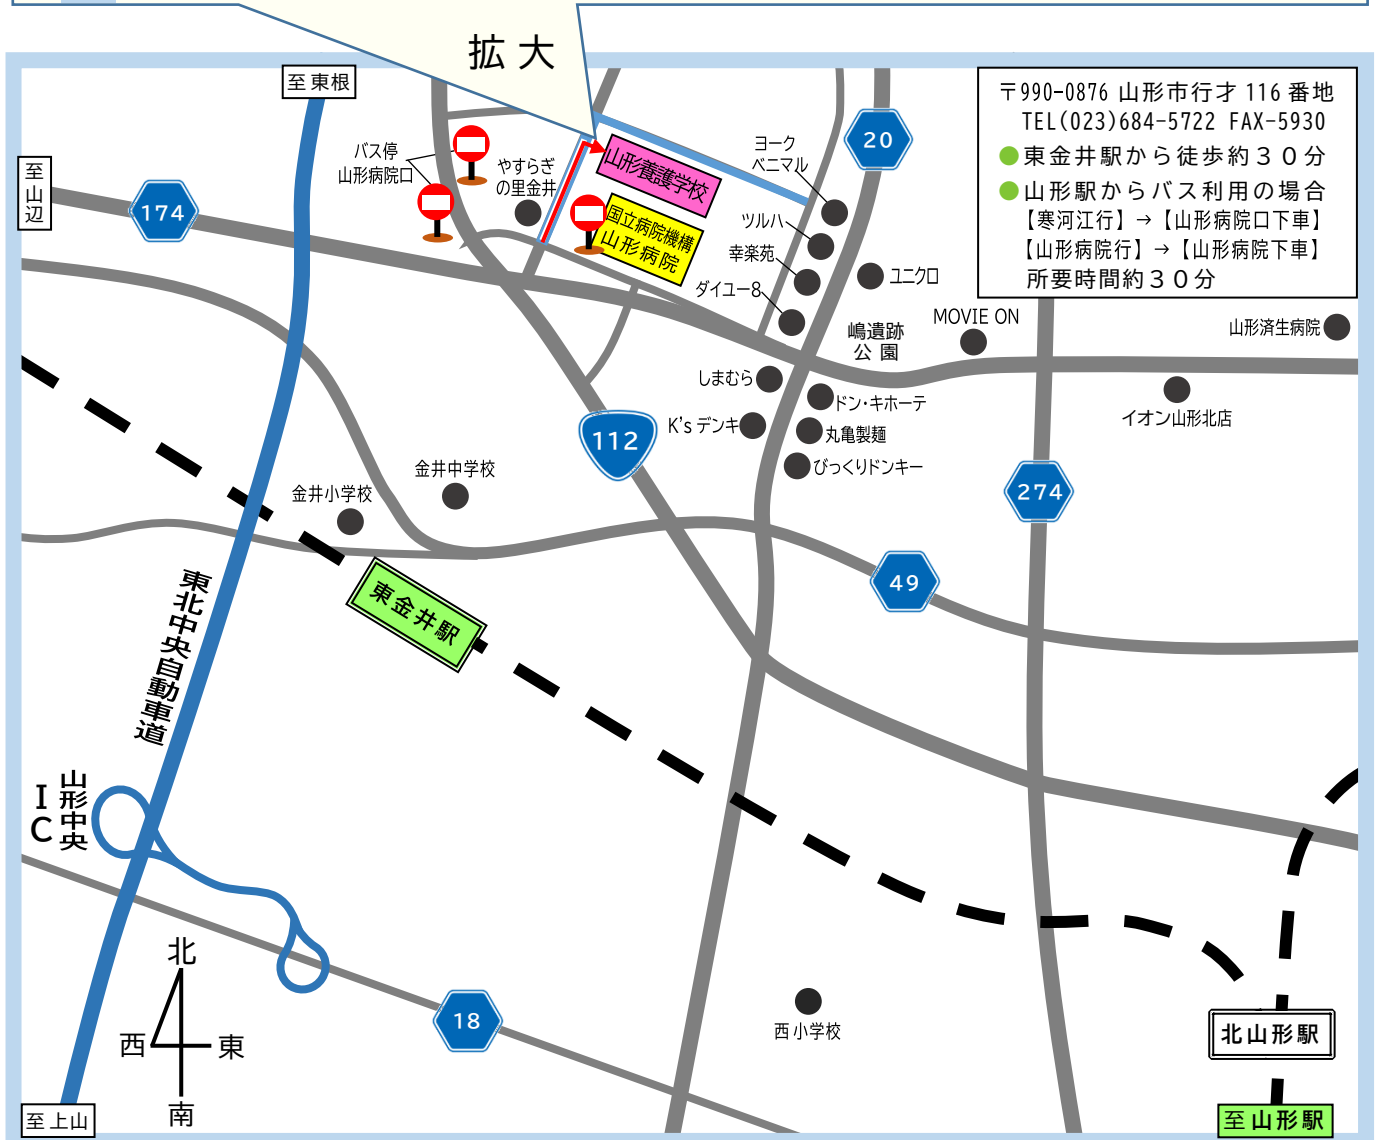 拡大
至東根
〒990-0876 山形市行才 116 番地
TEL(023)684-5722 FAX-5930
●東金井駅から徒歩約３０分
●山形駅からバス利用の場合
【寒河江行】→【山形病院口下車】
【山形病院行】→【山形病院下車】
所要時間約３０分
至山辺
174
バス停
山形病院口
やすらぎ
の里金井
山形養護学校
国立病院機構
山形病院
ヨーク
ベニマル
20
ツルハ
幸楽苑
ダイユー8
ユニクロ
嶋遺跡
公園
MOVIE ON
山形済生病院
しまむら
K's デンキ
ドン・キホーテ
丸亀製麺
びっくりドンキー
イオン山形北店
112
274
金井中学校
金井小学校
49
東金井駅
東北中央自動車道
山形中央
IC
北
西
東
南
18
西小学校
北山形駅
至上山
至山形駅